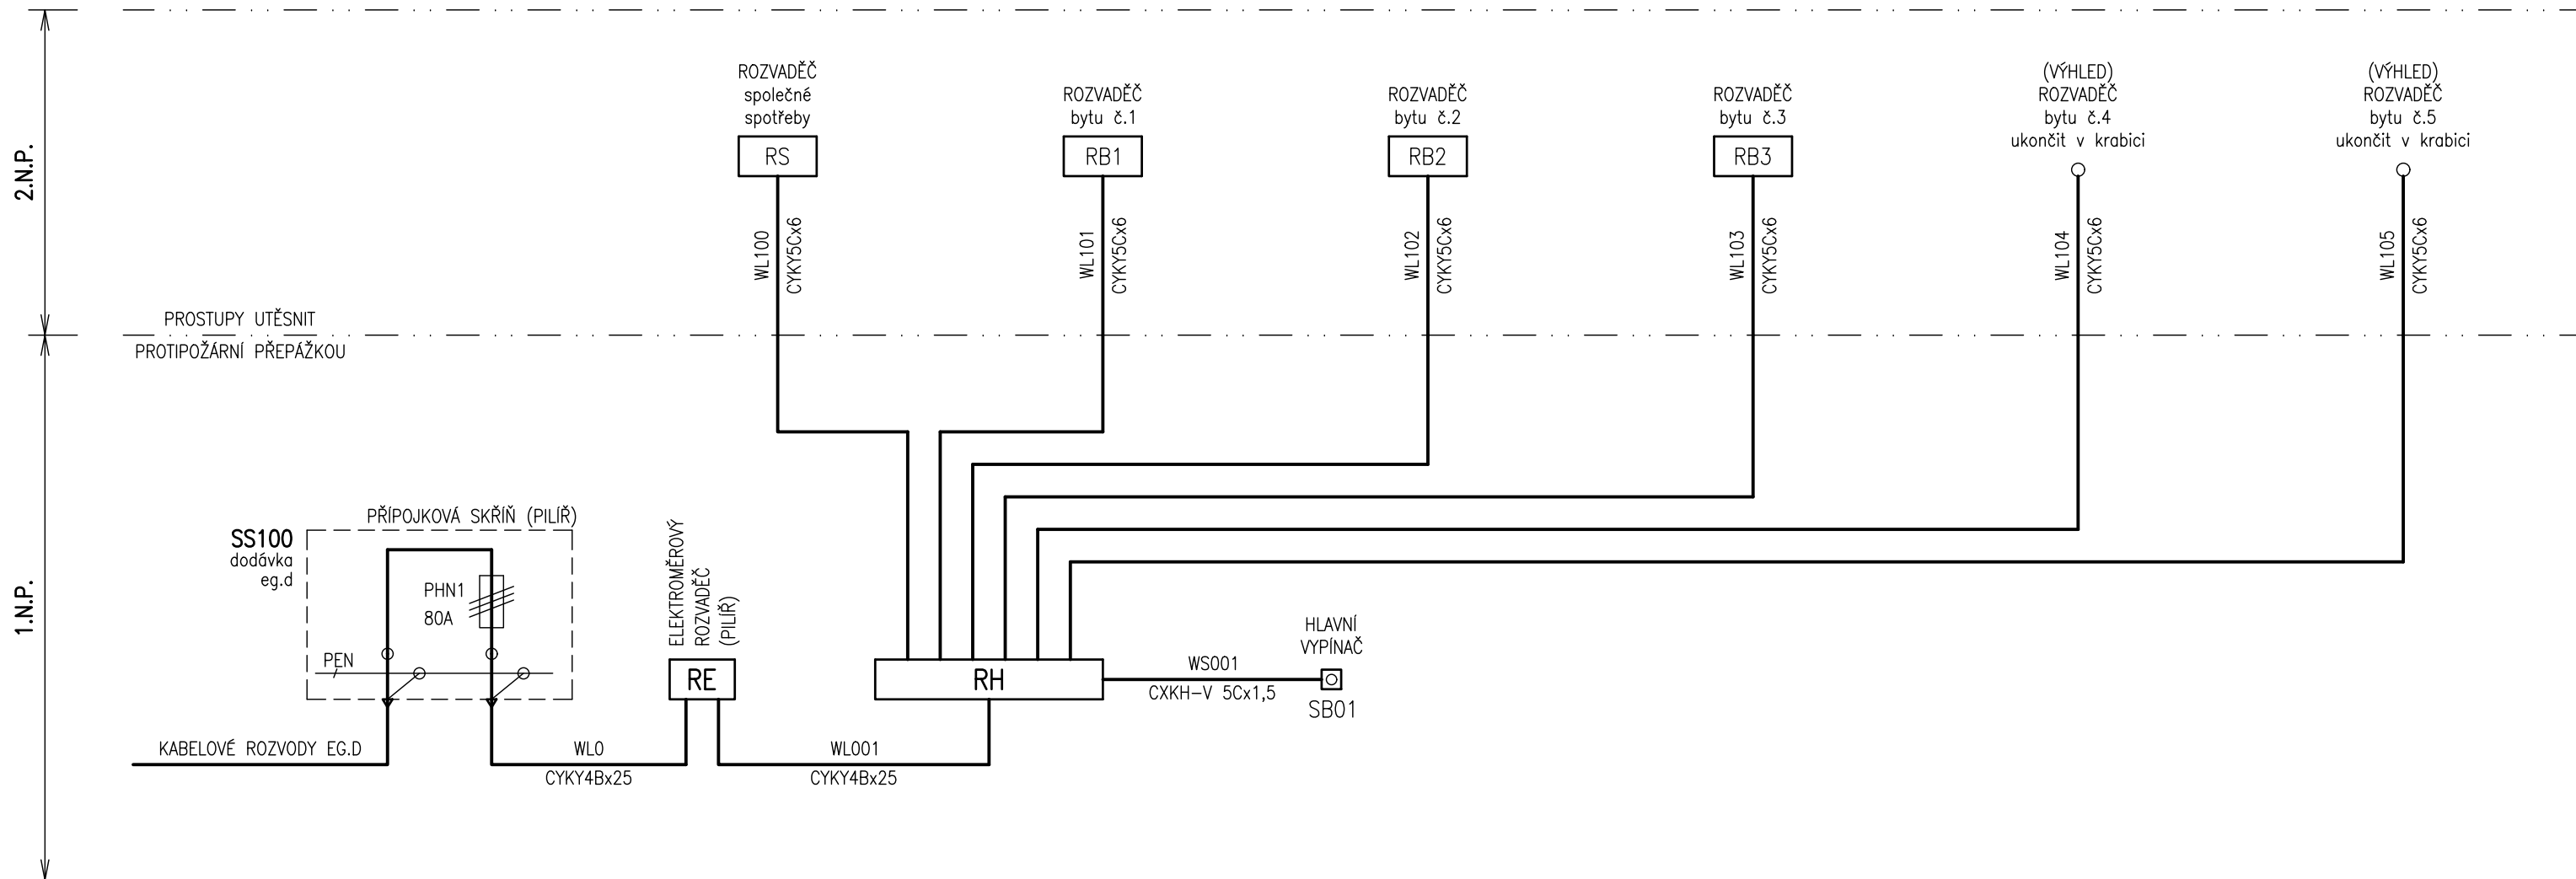 2.N.P.
ROZVADĚČ
společné
spotřeby
RS
WL100
CYKY5Cx6
ROZVADĚČ
bytu č.1
RB1
WL101
CYKY5Cx6
ROZVADĚČ
bytu č.2
RB2
WL102
CYKY5Cx6
ROZVADĚČ
bytu č.3
RB3
WL103
CYKY5Cx6
(VÝHLED)
ROZVADĚČ
bytu č.4
ukončit v krabici
WL104
CYKY5Cx6
(VÝHLED)
ROZVADĚČ
bytu č.5
ukončit v krabici
WL105
CYKY5Cx6
PROSTUPY UTĚSNIT
PROTIPOŽÁRNÍ PŘEPÁŽKOU
1.N.P.
PŘÍPOJKOVÁ SKŘÍŇ (PILÍŘ)
SS100
dodávka
eg.d
PHN1
80A
PEN
KABELOVÉ ROZVODY EG.D
WL0
CYKY4Bx25
ELEKTROMĚROVÝ
ROZVADĚČ
(PILÍŘ)
RE
WL001
CYKY4Bx25
RH
WS001
CXKH-V 5Cx1,5
HLAVNÍ
VYPÍNAČ
SB01